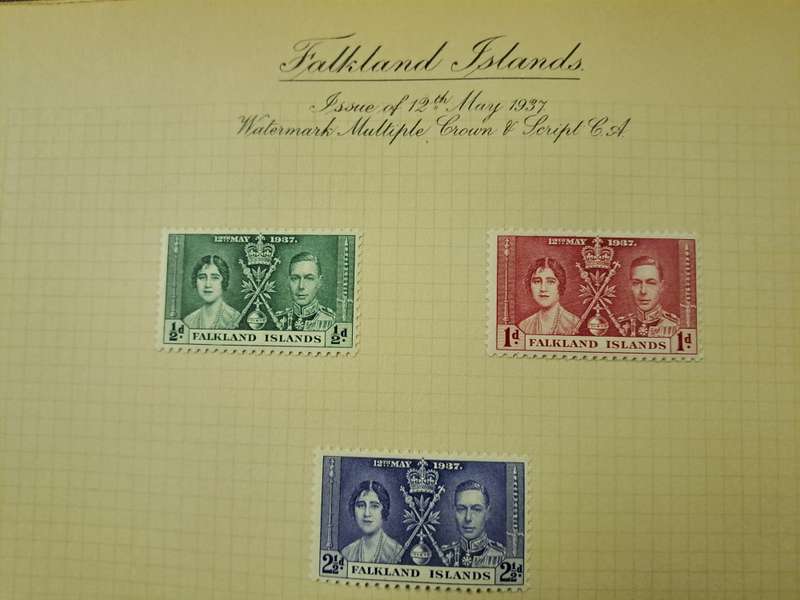 Falkland Islands.
Issue of 12th May 1937
Watermark Multiple Crown & Script C.A.
12TH MAY 1937.
½d. FALKLAND ISLANDS ½d.
12TH MAY 1937.
1d. FALKLAND ISLANDS 1d.
12TH MAY 1937.
2½d. FALKLAND ISLANDS 2½d.